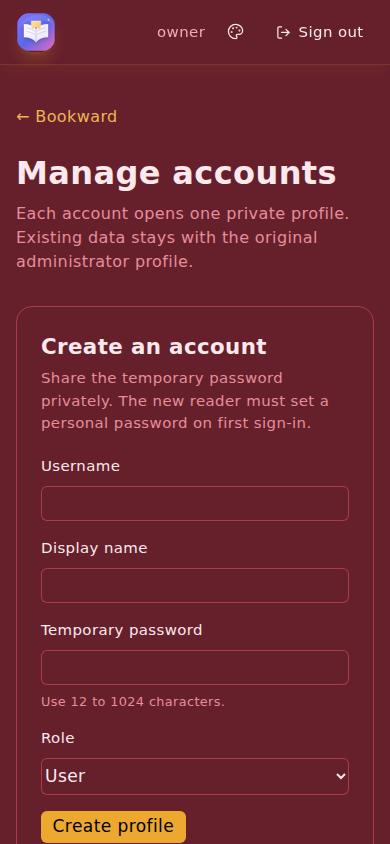 owner
Sign out
← Bookward
Manage accounts
Each account opens one private profile.
Existing data stays with the original
administrator profile.
Create an account
Share the temporary password
privately. The new reader must set a
personal password on first sign-in.
Username
Display name
Temporary password
Use 12 to 1024 characters.
Role
User
Create profile